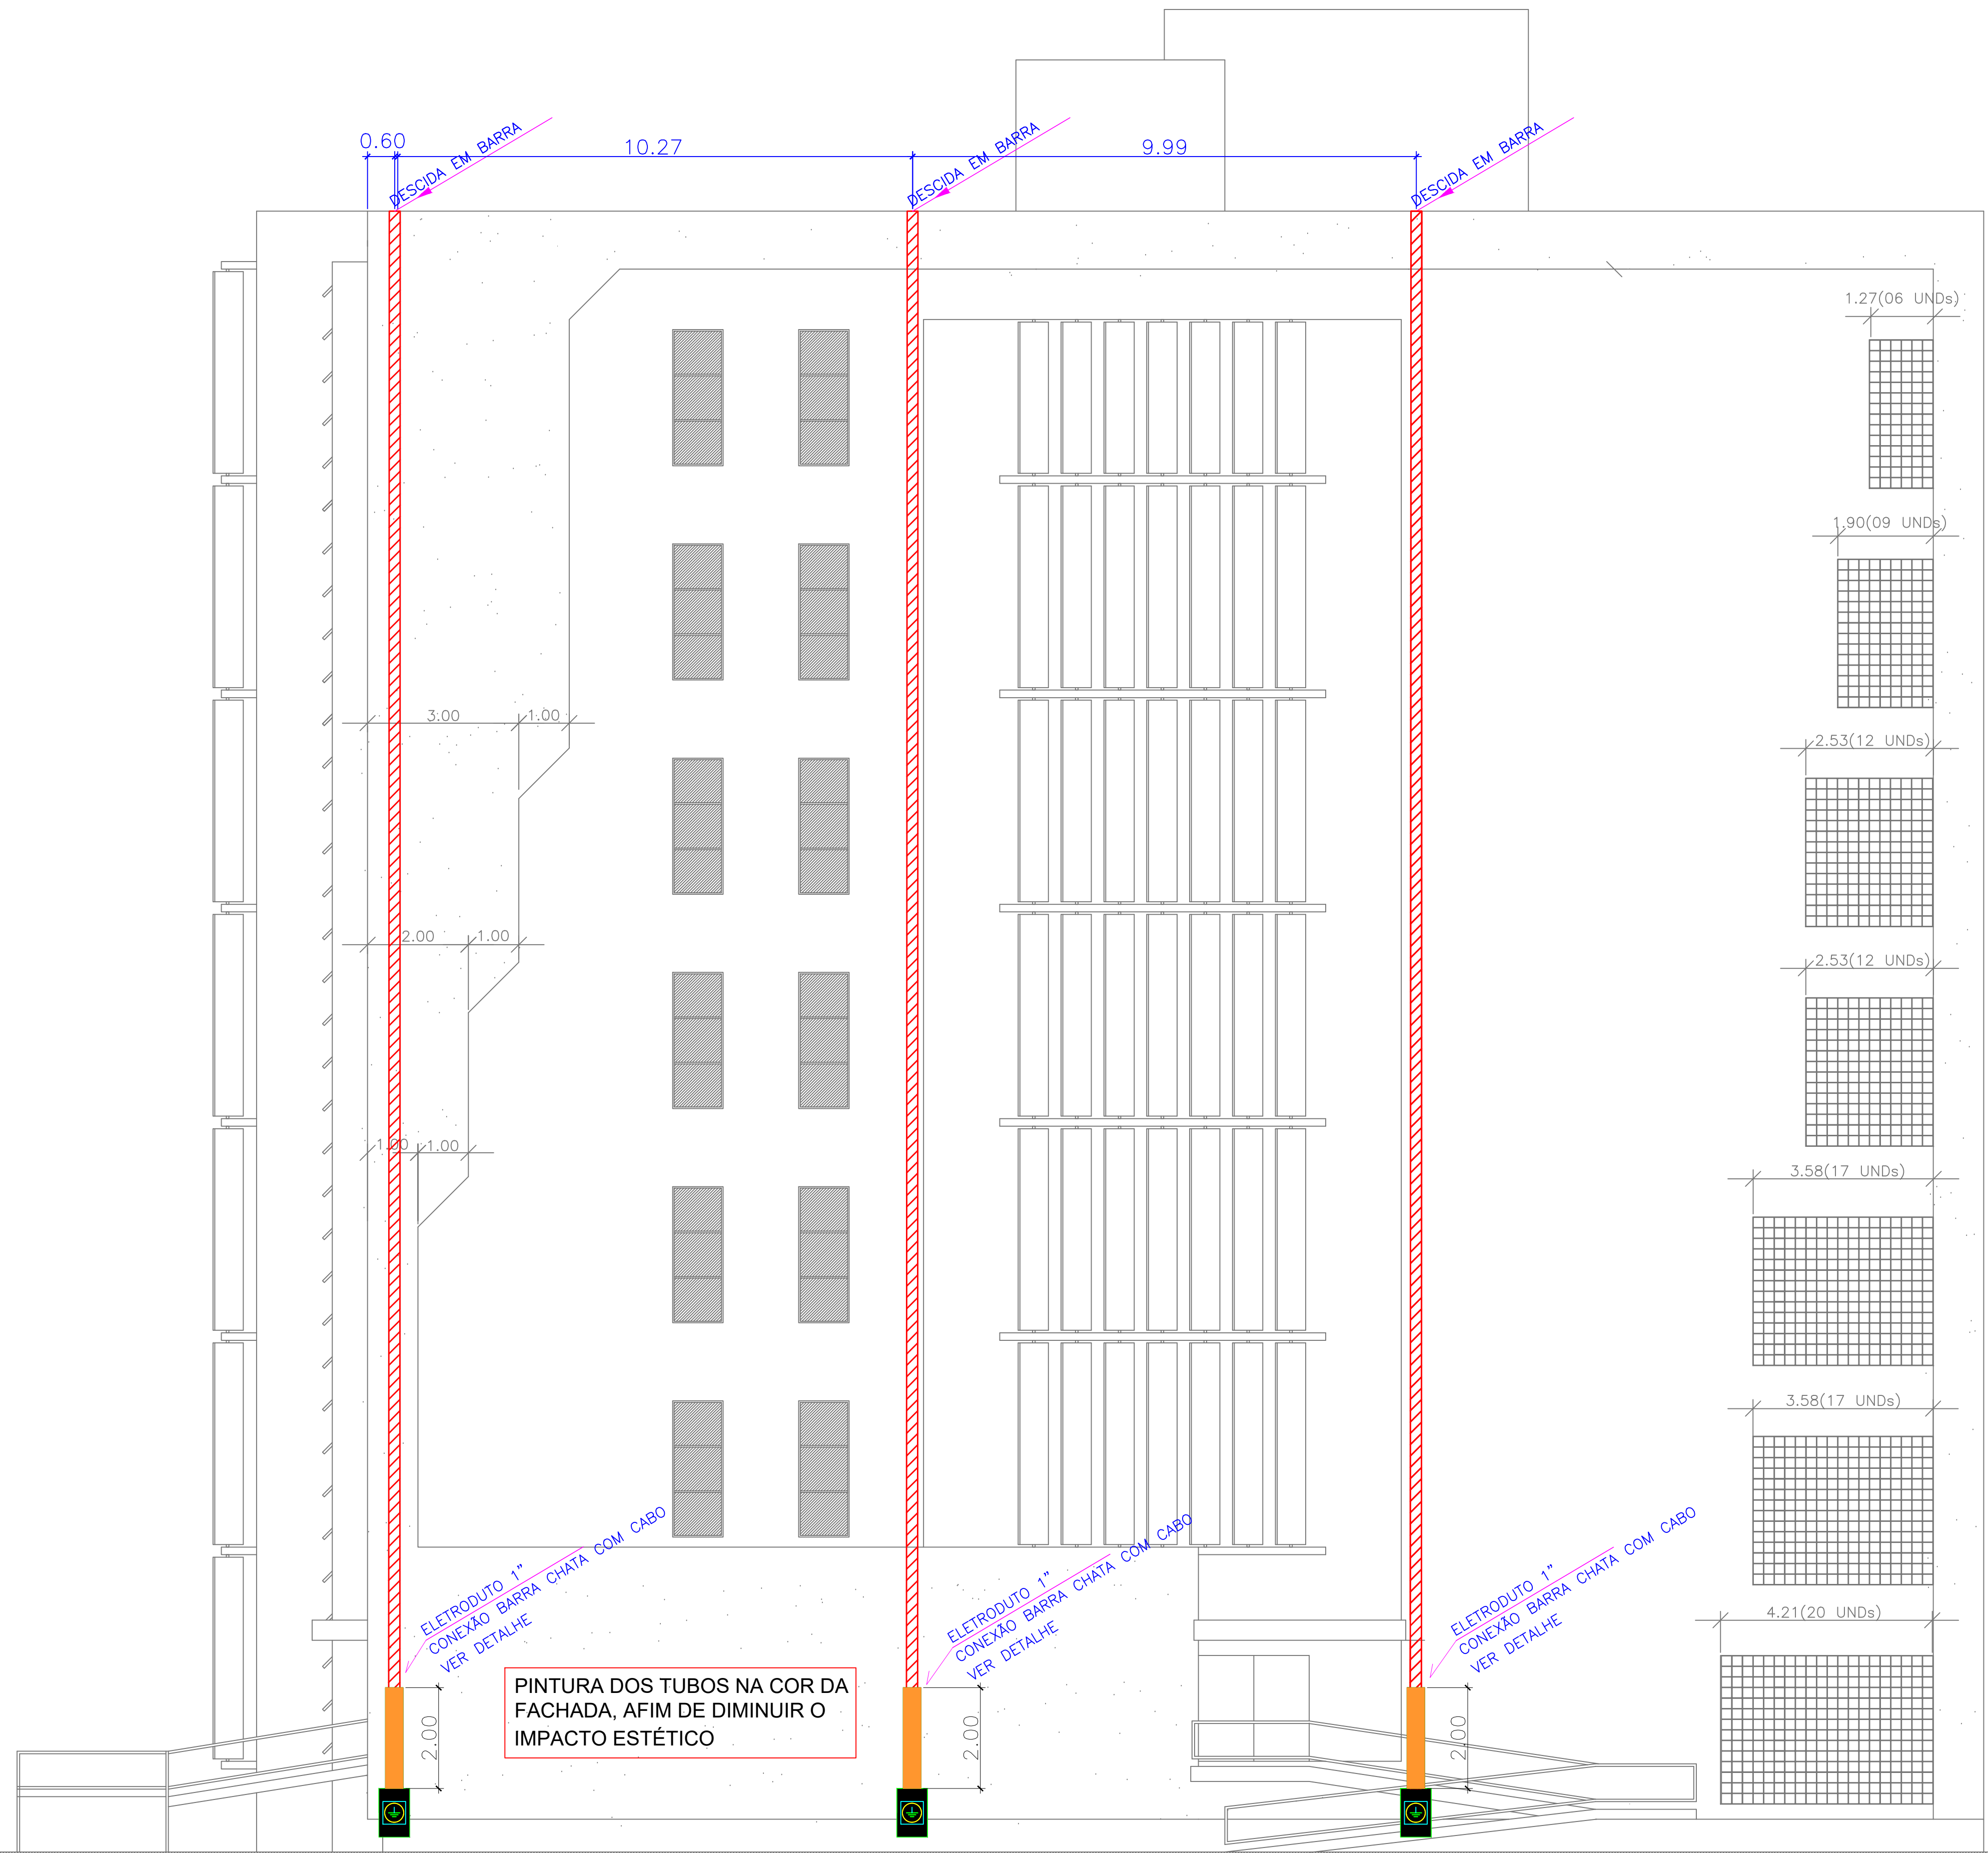 0.60
10.27
9.99
DESCIDA EM BARRA
DESCIDA EM BARRA
DESCIDA EM BARRA
1.27(06 UNDs)
1.90(09 UNDs)
3.00
1.00
2.53(12 UNDs)
2.00
1.00
2.53(12 UNDs)
1.00
1.00
3.58(17 UNDs)
3.58(17 UNDs)
ELETRODUTO 1"
CONEXÃO BARRA CHATA COM CABO
VER DETALHE
ELETRODUTO 1"
CONEXÃO BARRA CHATA COM CABO
VER DETALHE
ELETRODUTO 1"
CONEXÃO BARRA CHATA COM CABO
VER DETALHE
4.21(20 UNDs)
PINTURA DOS TUBOS NA COR DA
FACHADA, AFIM DE DIMINUIR O
IMPACTO ESTÉTICO
2.00
2.00
2.00